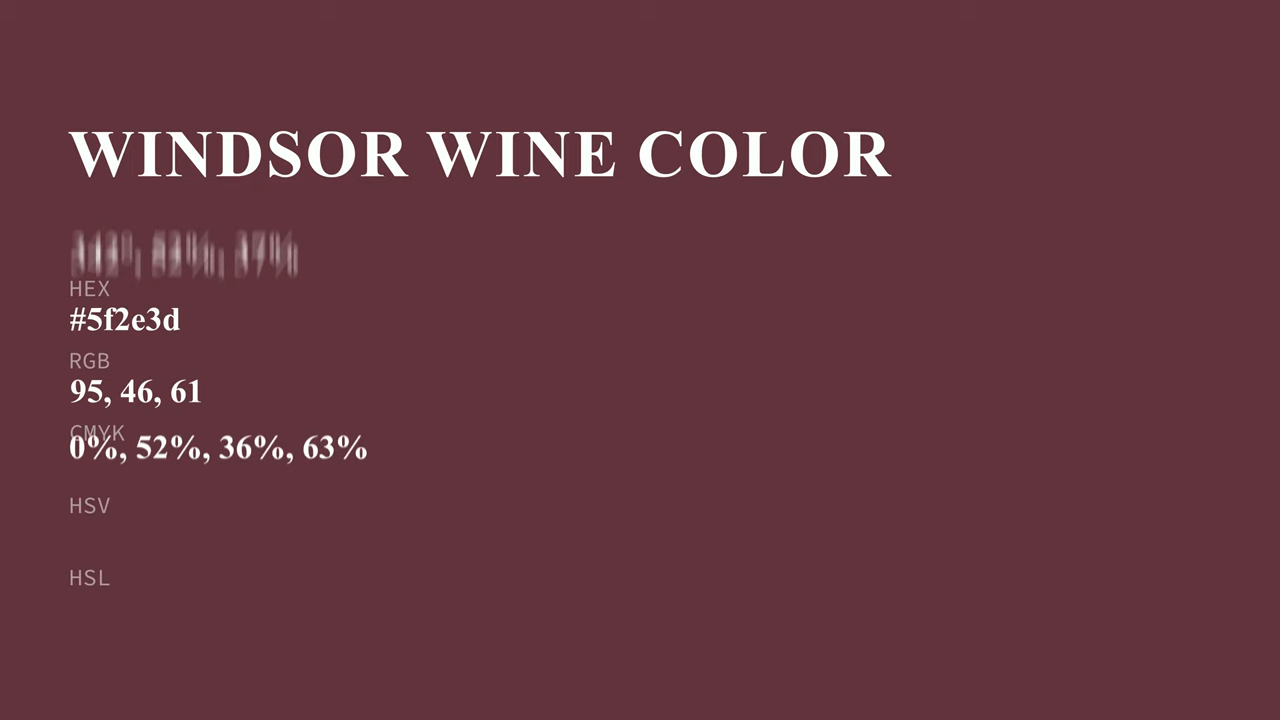 WINDSOR WINE COLOR
HEX
#5f2e3d
RGB
95, 46, 61
CMYK
0%, 52%, 36%, 63%
HSV
HSL